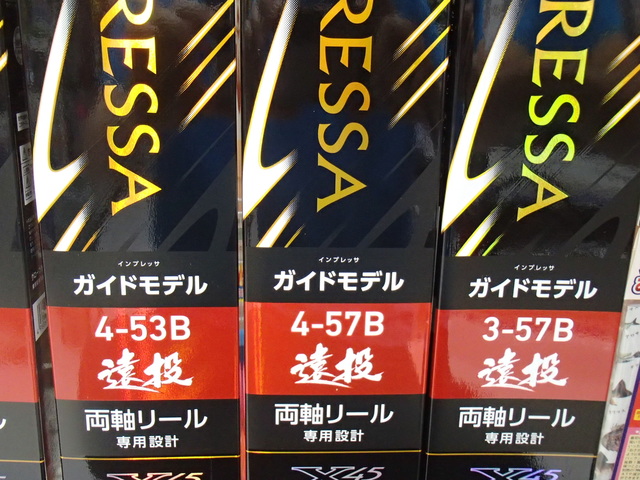 RESSA
インプレッサ
ガイドモデル
4-53B
遠投
両軸リール
専用設計
X45
RESSA
インプレッサ
ガイドモデル
4-57B
遠投
両軸リール
専用設計
X45
RESSA
インプレッサ
ガイドモデル
3-57B
遠投
両軸リール
専用設計
X45